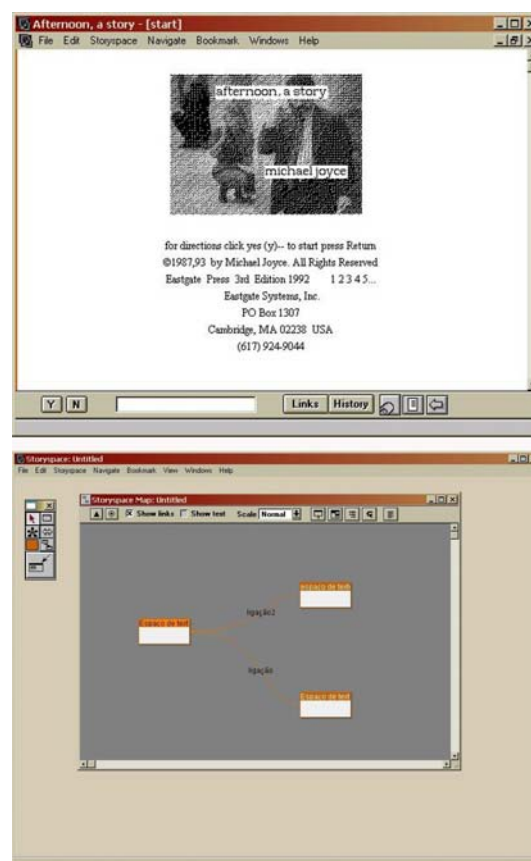 Afternoon, a story - [start]
File Edit Storyspace Navigate Bookmark Windows Help
afternoon, a story
michael joyce
for directions click yes (y)-- to start press Return
©1987,93 by Michael Joyce. All Rights Reserved
Eastgate Press 3rd Edition 1992 1 2 3 4 5...
Eastgate Systems, Inc.
PO Box 1307
Cambridge, MA 02238 USA
(617) 924-9044
Y N Links History
Storyspace: Untitled
File Edit Storyspace Navigate Bookmark View Windows Help
Storyspace Map: Untitled
Show links Show text Scale Normal
espaço de texto
ligação2
Espaço de text
ligação
Espaço de text